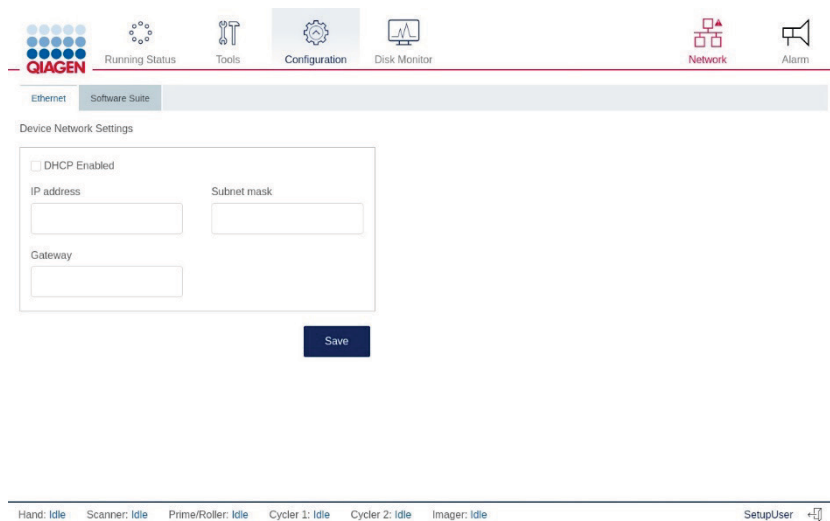 QIAGEN
Running Status Tools Configuration Disk Monitor Network Alarm
Ethernet Software Suite
Device Network Settings
DHCP Enabled
IP address Subnet mask
Gateway
Save
Hand: Idle Scanner: Idle Prime/Roller: Idle Cycler 1: Idle Cycler 2: Idle Imager: Idle SetupUser